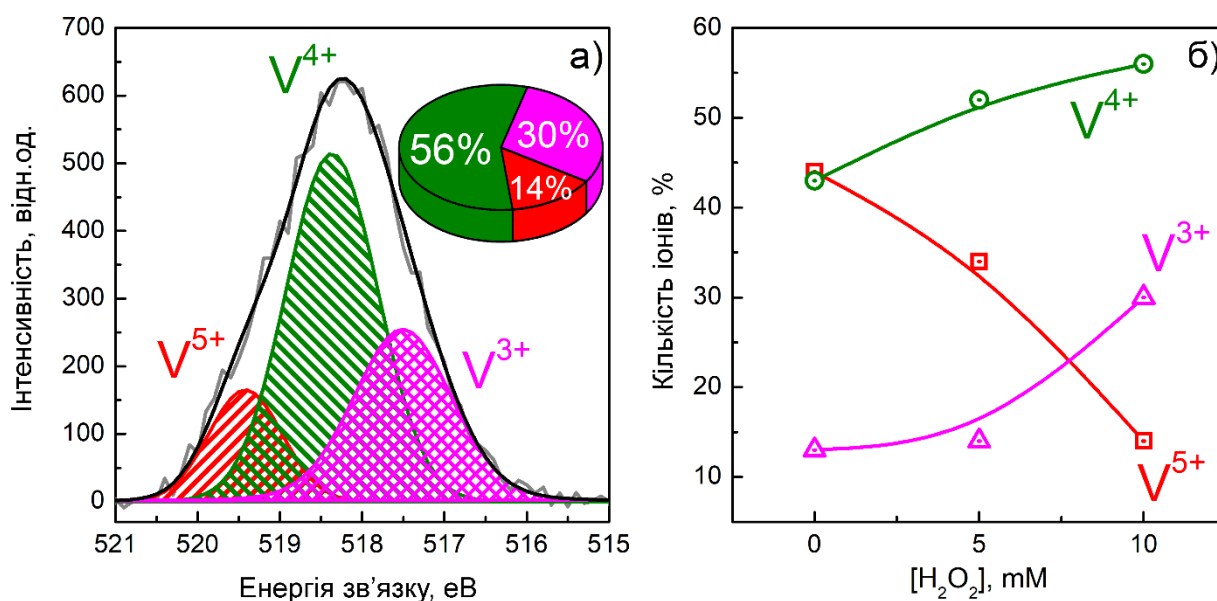 а)
Інтенсивність, відн.од.
700
600
500
400
300
200
100
0
V⁴⁺
V⁵⁺
V³⁺
56%
30%
14%
521 520 519 518 517 516 515
Енергія зв’язку, еВ
б)
Кількість іонів, %
60
50
40
30
20
10
V⁴⁺
V³⁺
V⁵⁺
0 5 10
[H₂O₂], mM